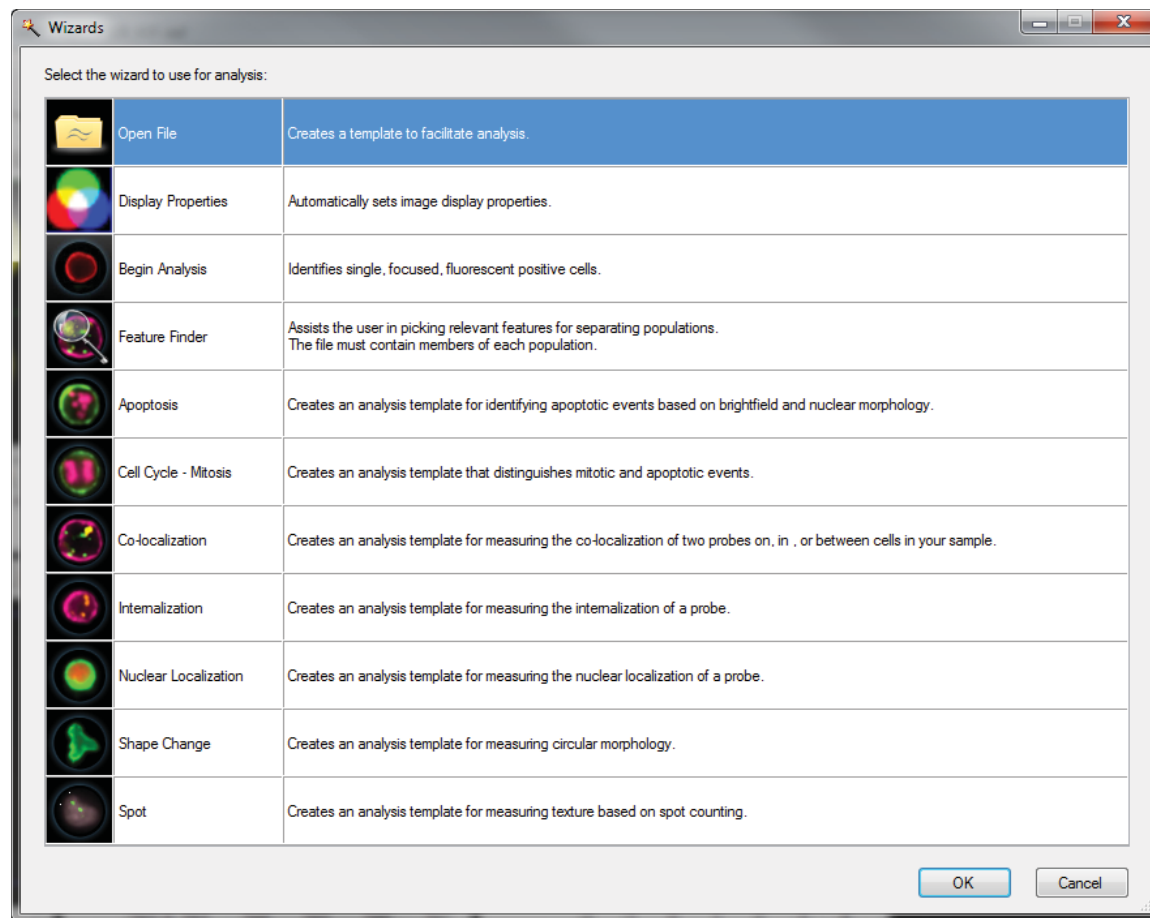 Wizards
Select the wizard to use for analysis:
Open File Creates a template to facilitate analysis.
Display Properties Automatically sets image display properties.
Begin Analysis Identifies single, focused, fluorescent positive cells.
Feature Finder Assists the user in picking relevant features for separating populations.
The file must contain members of each population.
Apoptosis Creates an analysis template for identifying apoptotic events based on brightfield and nuclear morphology.
Cell Cycle - Mitosis Creates an analysis template that distinguishes mitotic and apoptotic events.
Co-localization Creates an analysis template for measuring the co-localization of two probes on, in , or between cells in your sample.
Internalization Creates an analysis template for measuring the internalization of a probe.
Nuclear Localization Creates an analysis template for measuring the nuclear localization of a probe.
Shape Change Creates an analysis template for measuring circular morphology.
Spot Creates an analysis template for measuring texture based on spot counting.
OK Cancel